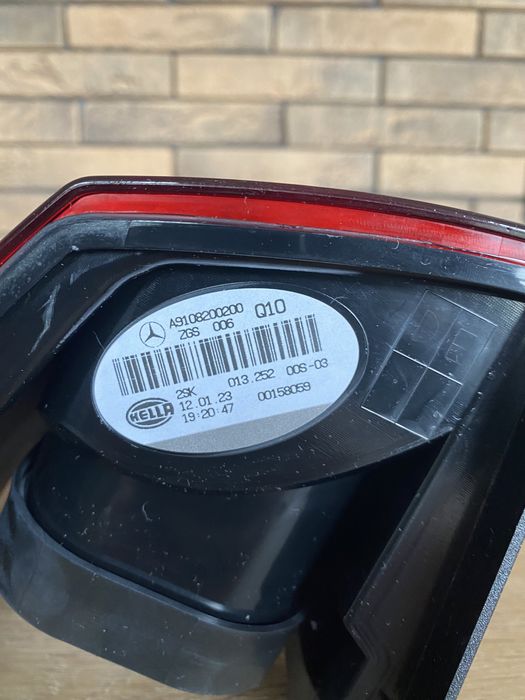 A9108200200 Q10
ZGS 006
2SK 013.252 00S-03
12.01.23 00158059
19:20:47
HELLA